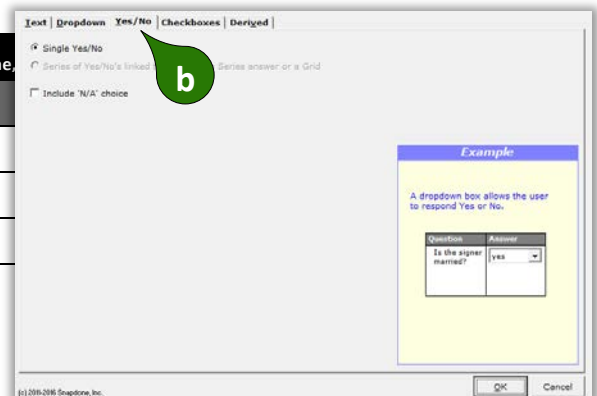 Text | Dropdown Yes/No | Checkboxes | Derived |
ne,
Single Yes/No
b
Series of Yes/No's linked Series answer or a Grid
Include 'N/A' choice
Example
A dropdown box allows the user
to respond Yes or No.
Question Answer
Is the signer yes
married?
OK Cancel
(c) 2011-2016 Snapdone, Inc.